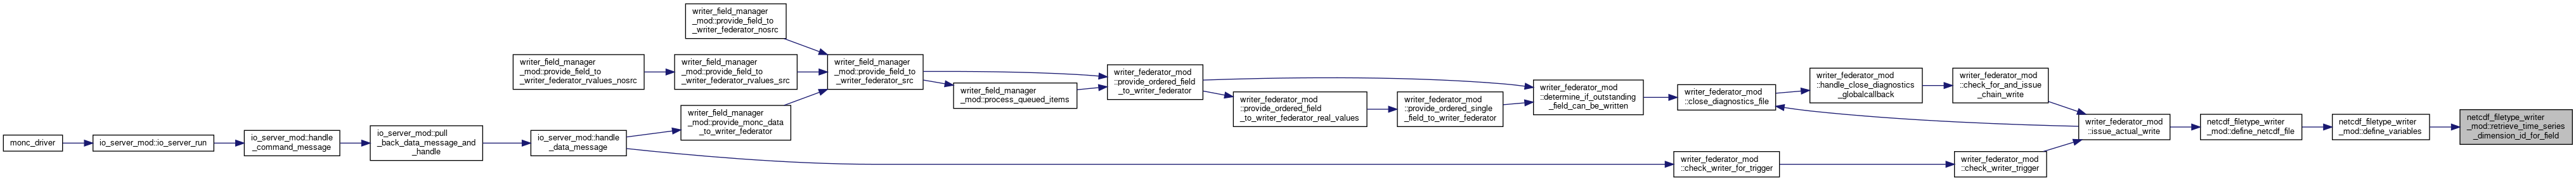 monc_driver
io_server_mod::io_server_run
io_server_mod::handle
_command_message
io_server_mod::pull
_back_data_message_and
_handle
io_server_mod::handle
_data_message
writer_field_manager
_mod::provide_field_to
_writer_federator_rvalues_nosrc
writer_field_manager
_mod::provide_field_to
_writer_federator_nosrc
writer_field_manager
_mod::provide_field_to
_writer_federator_rvalues_src
writer_field_manager
_mod::provide_monc_data
_to_writer_federator
writer_field_manager
_mod::provide_field_to
_writer_federator_src
writer_field_manager
_mod::process_queued_items
writer_federator_mod
::provide_ordered_field
_to_writer_federator
writer_federator_mod
::provide_ordered_field
_to_writer_federator_real_values
writer_federator_mod
::provide_ordered_single
_field_to_writer_federator
writer_federator_mod
::determine_if_outstanding
_field_can_be_written
writer_federator_mod
::close_diagnostics_file
writer_federator_mod
::check_writer_for_trigger
writer_federator_mod
::handle_close_diagnostics
_globalcallback
writer_federator_mod
::check_for_and_issue
_chain_write
writer_federator_mod
::check_writer_trigger
writer_federator_mod
::issue_actual_write
netcdf_filetype_writer
_mod::define_netcdf_file
netcdf_filetype_writer
_mod::define_variables
netcdf_filetype_writer
_mod::retrieve_time_series
_dimension_id_for_field